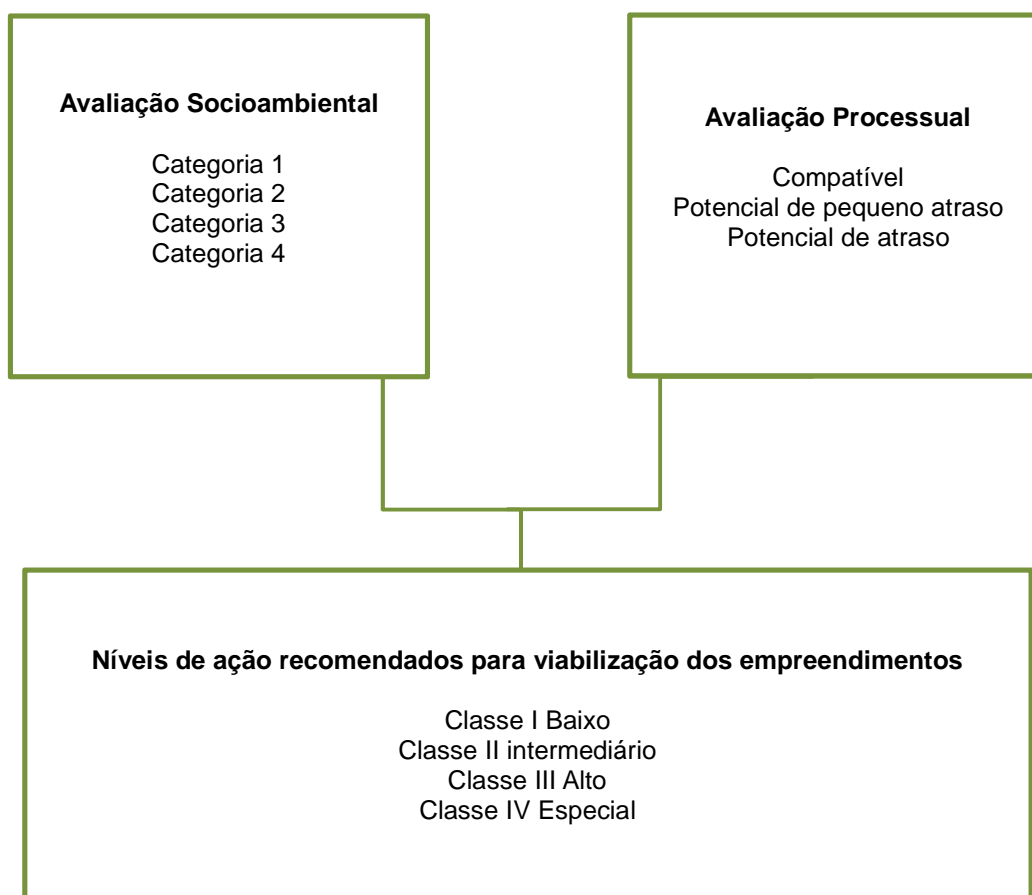 Avaliação Socioambiental
Categoria 1
Categoria 2
Categoria 3
Categoria 4
Avaliação Processual
Compatível
Potencial de pequeno atraso
Potencial de atraso
Níveis de ação recomendados para viabilização dos empreendimentos
Classe I Baixo
Classe II intermediário
Classe III Alto
Classe IV Especial